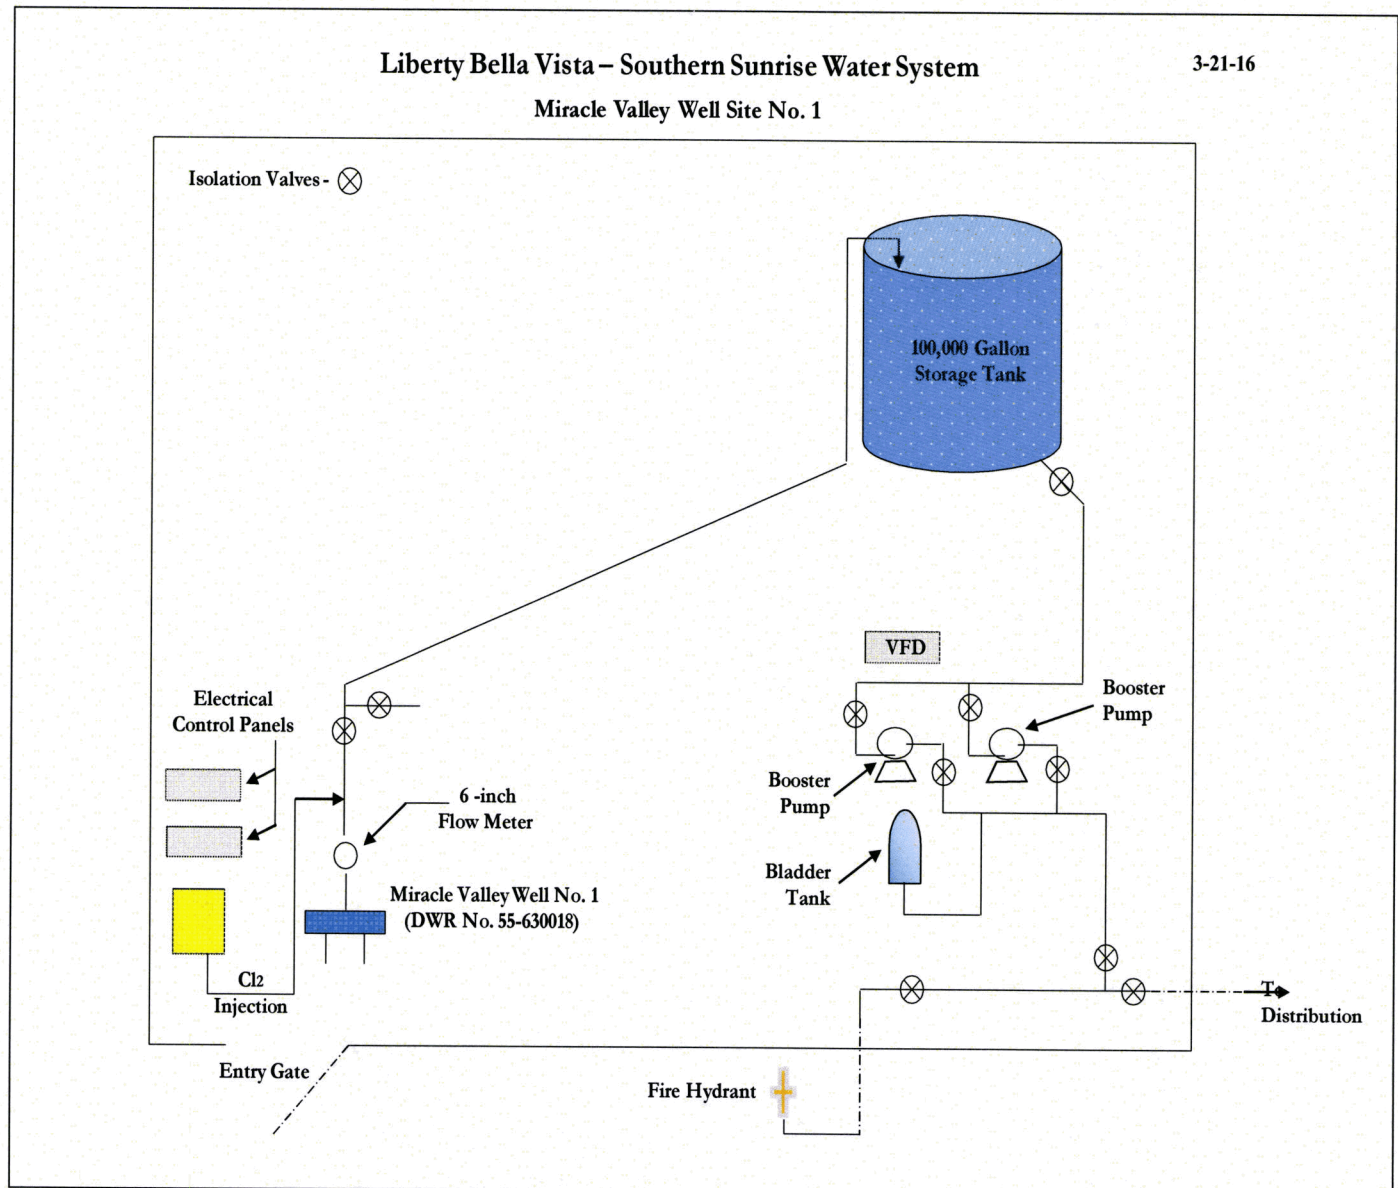 Liberty Bella Vista – Southern Sunrise Water System
3-21-16
Miracle Valley Well Site No. 1
Isolation Valves -
100,000 Gallon
Storage Tank
VFD
Booster
Pump
Electrical
Control Panels
Booster
Pump
6 -inch
Flow Meter
Bladder
Tank
Miracle Valley Well No. 1
(DWR No. 55-630018)
Cl2
Injection
Distribution
Entry Gate
Fire Hydrant